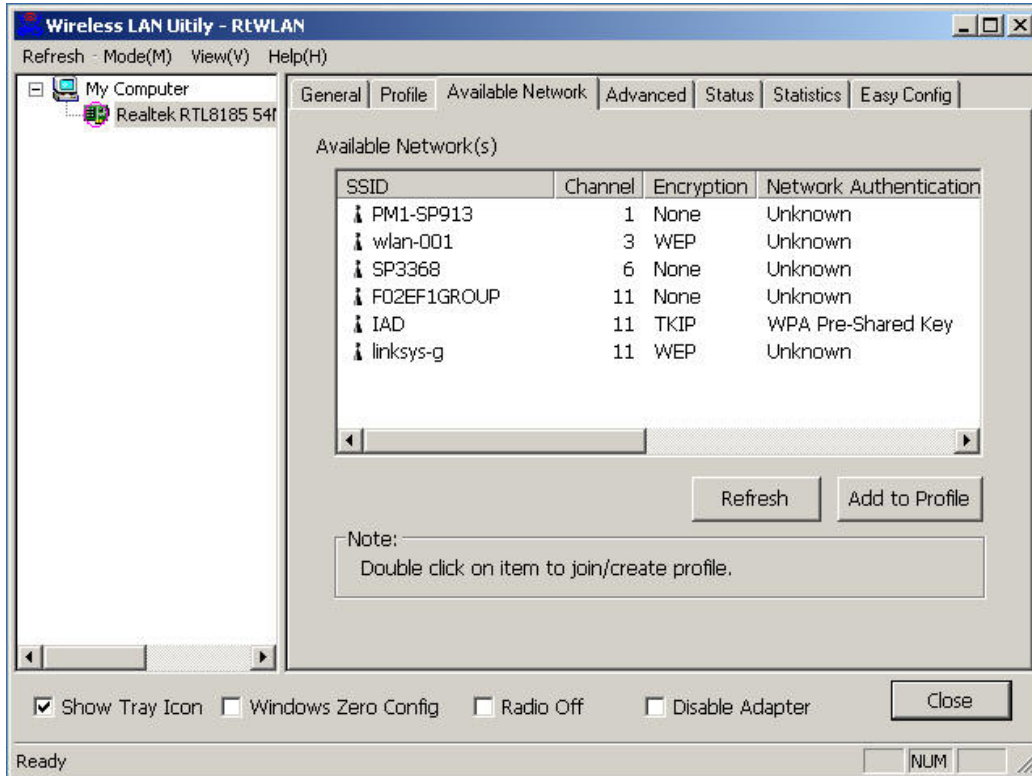 Wireless LAN Uitily - RtWLAN
Refresh - Mode(M) View(V) Help(H)
My Computer
Realtek RTL8185 54M
General Profile Available Network Advanced Status Statistics Easy Config
Available Network(s)
SSID Channel Encryption Network Authentication
PM1-SP913 1 None Unknown
wlan-001 3 WEP Unknown
SP3368 6 None Unknown
F02EF1GROUP 11 None Unknown
IAD 11 TKIP WPA Pre-Shared Key
linksys-g 11 WEP Unknown
Refresh Add to Profile
Note:
Double click on item to join/create profile.
Show Tray Icon Windows Zero Config Radio Off Disable Adapter Close
Ready NUM